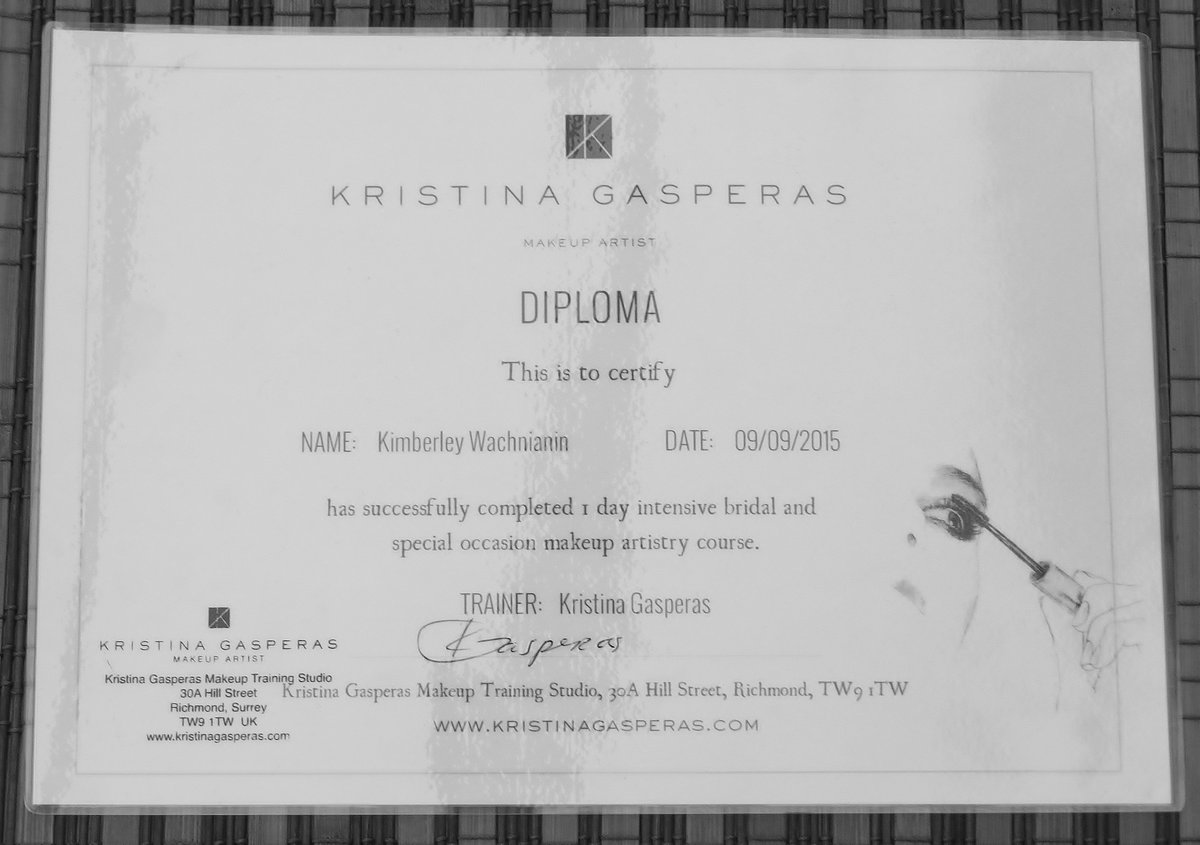 K
KRISTINA GASPERAS
MAKEUP ARTIST
DIPLOMA
This is to certify
NAME: Kimberley Wachnianin DATE: 09/09/2015
has successfully completed 1 day intensive bridal and
special occasion makeup artistry course.
TRAINER: Kristina Gasperas
KGasperas
K
KRISTINA GASPERAS
MAKEUP ARTIST
Kristina Gasperas Makeup Training Studio
30A Hill Street
Richmond, Surrey
TW9 1TW UK
www.kristinagasperas.com
Kristina Gasperas Makeup Training Studio, 30A Hill Street, Richmond, TW9 1TW
WWW.KRISTINAGASPERAS.COM